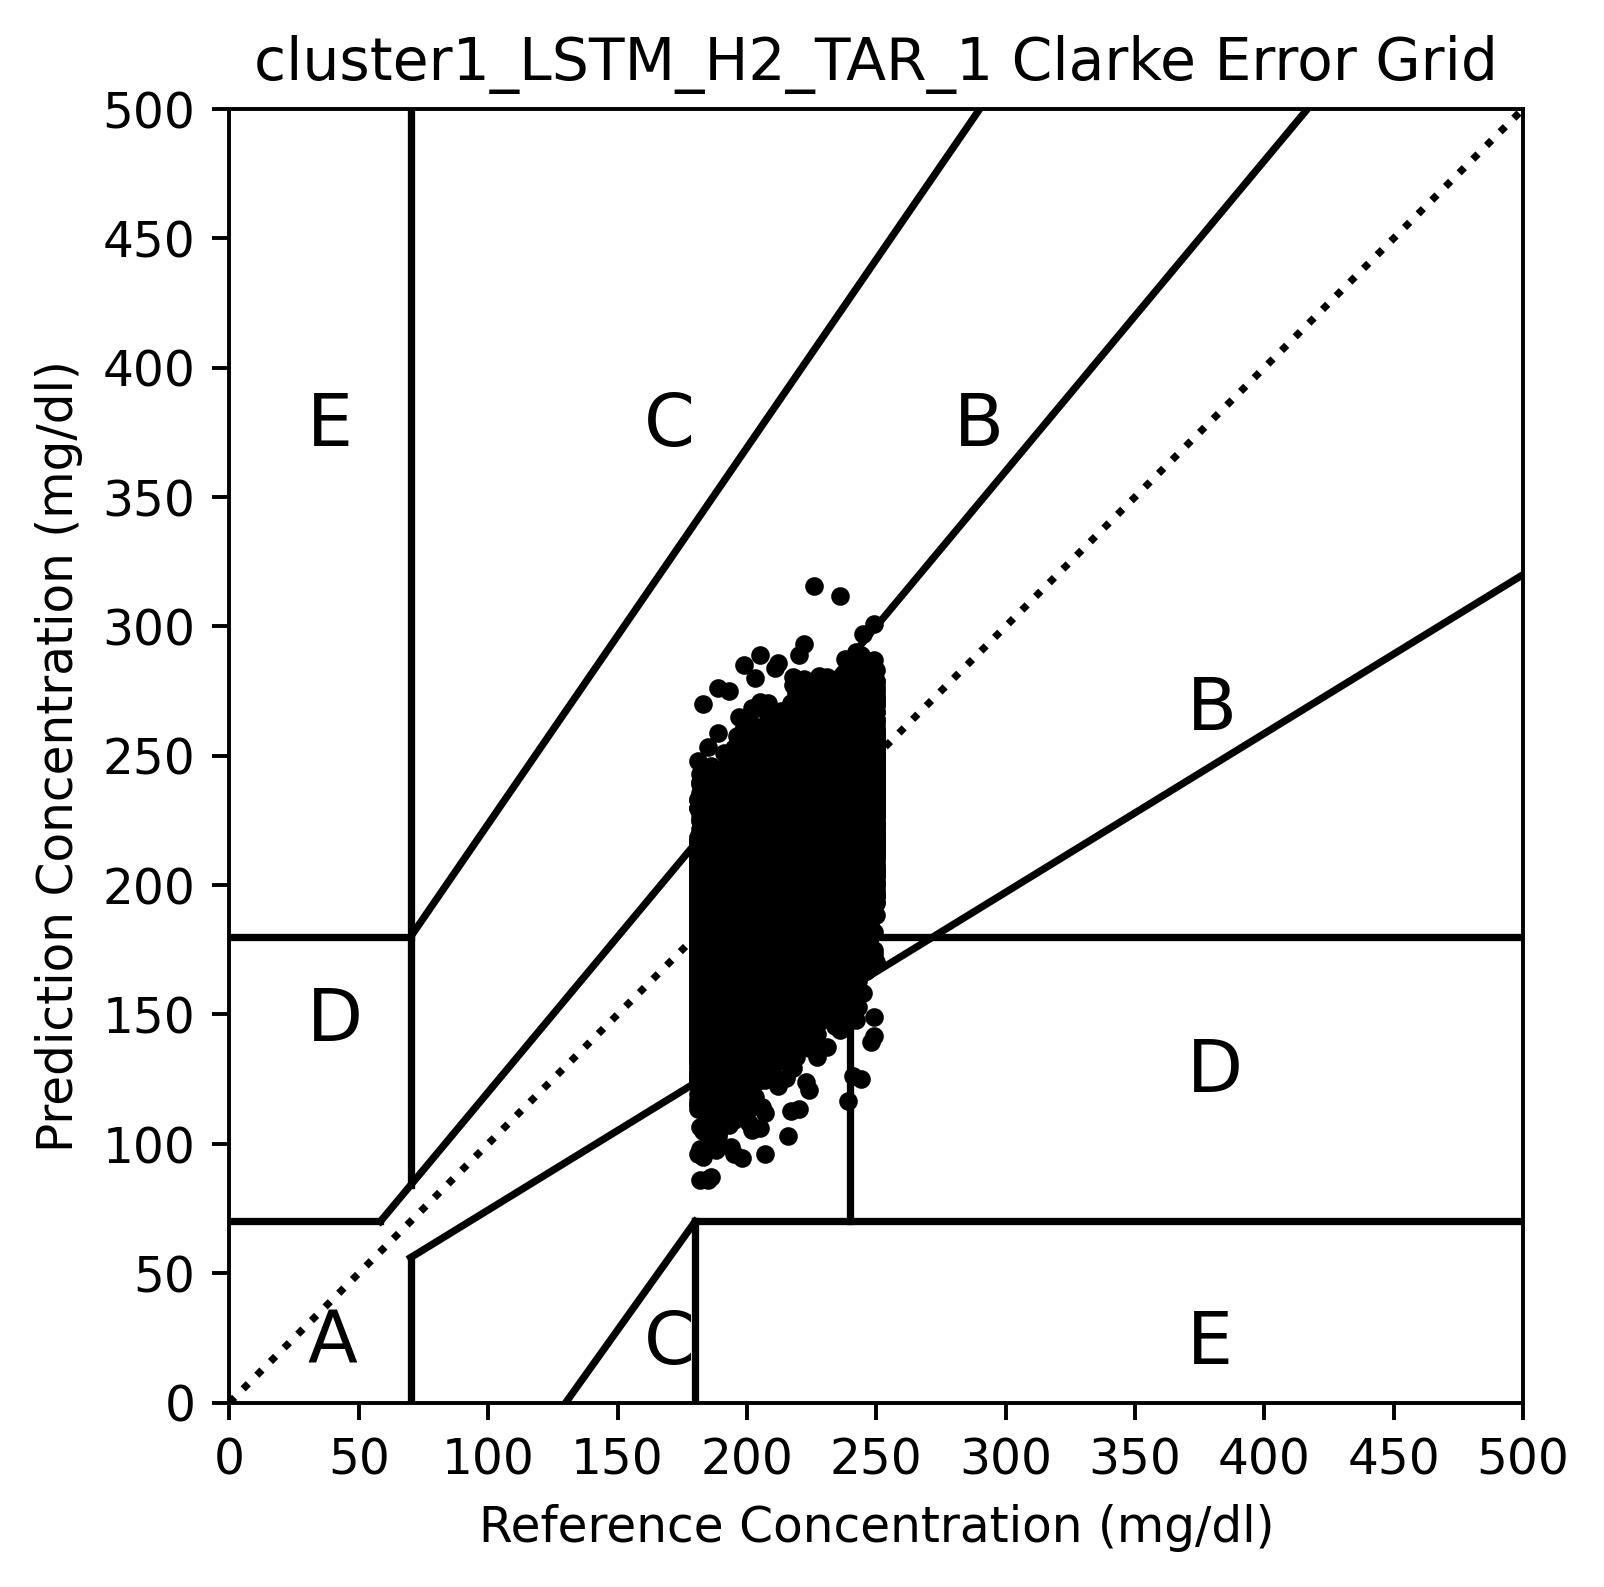 cluster1_LSTM_H2_TAR_1 Clarke Error Grid
500
450
400
350
300
250
200
150
100
50
0
Prediction Concentration (mg/dl)
E
C
B
B
D
D
A
C
E
0 50 100 150 200 250 300 350 400 450 500
Reference Concentration (mg/dl)